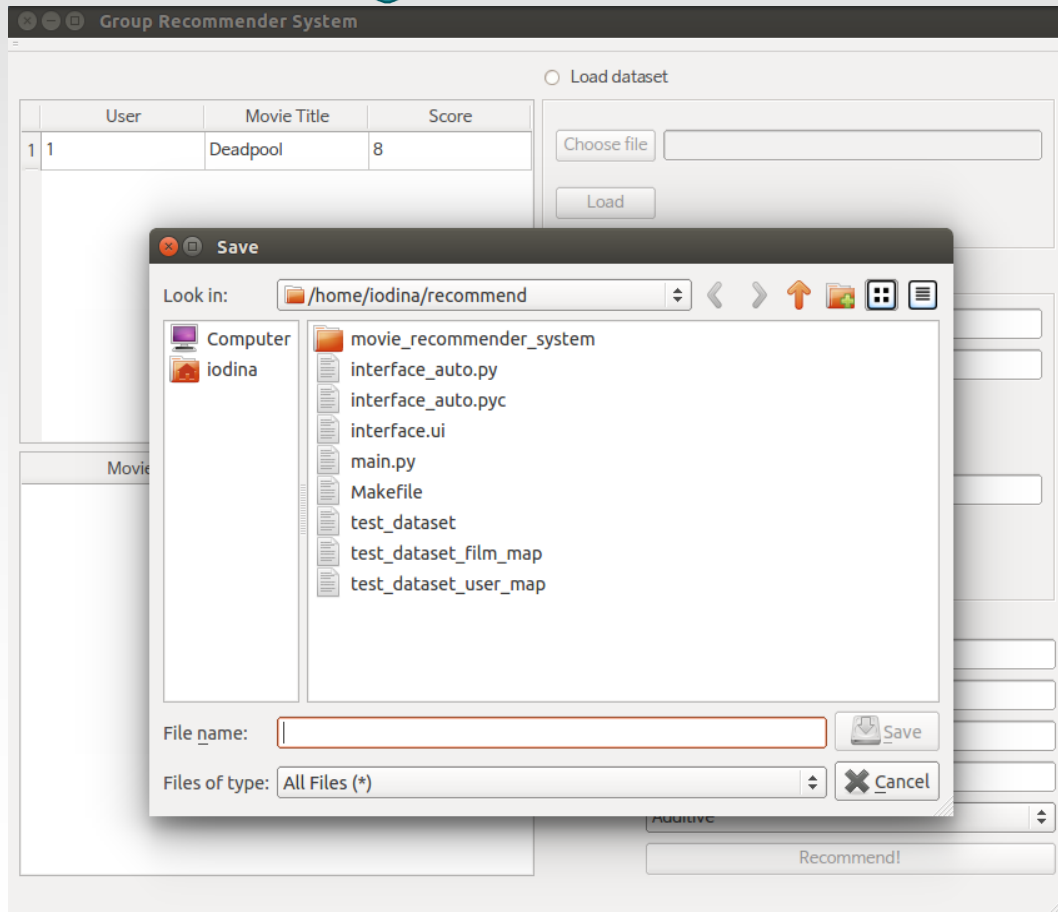 Group Recommender System
Load dataset
User Movie Title Score
1 1 Deadpool 8
Choose file
Load
Save
Look in: /home/iodina/recommend
Computer
iodina
movie_recommender_system
interface_auto.py
interface_auto.pyc
interface.ui
main.py
Makefile
test_dataset
test_dataset_film_map
test_dataset_user_map
Movie
File name: Save
Files of type: All Files (*) Cancel
Additive
Recommend!